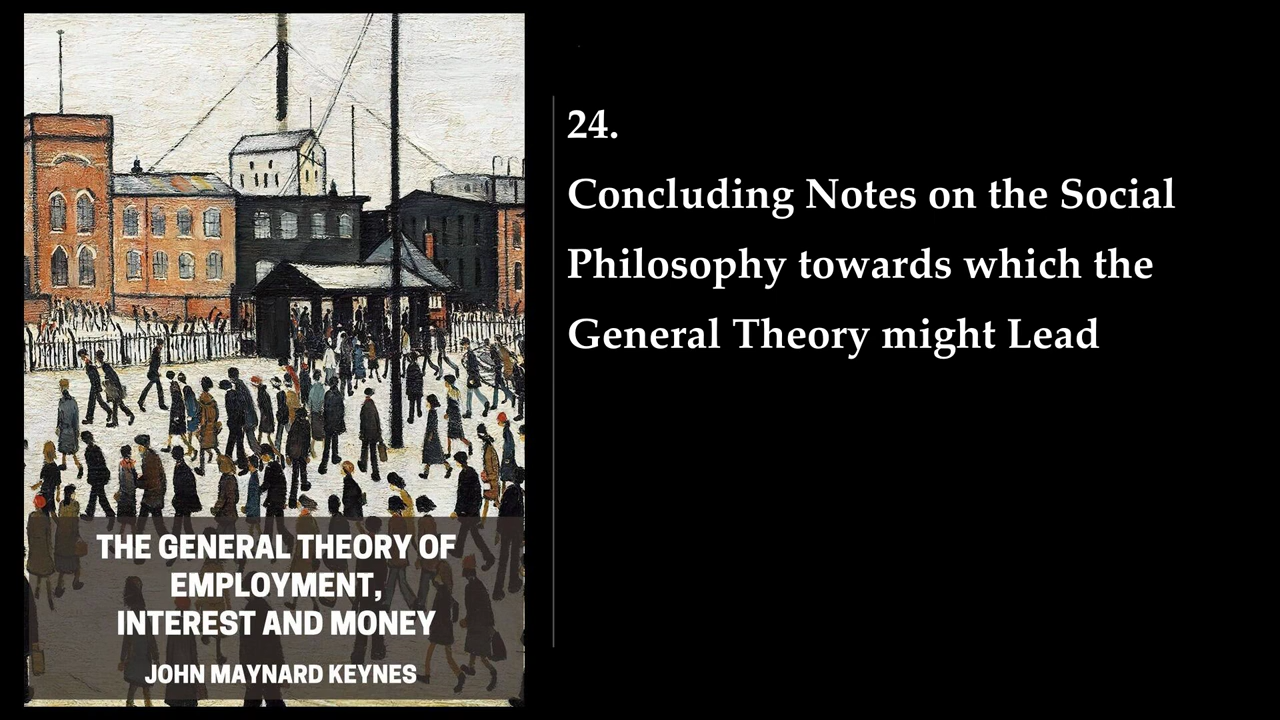 THE GENERAL THEORY OF
EMPLOYMENT,
INTEREST AND MONEY
JOHN MAYNARD KEYNES
24.
Concluding Notes on the Social
Philosophy towards which the
General Theory might Lead